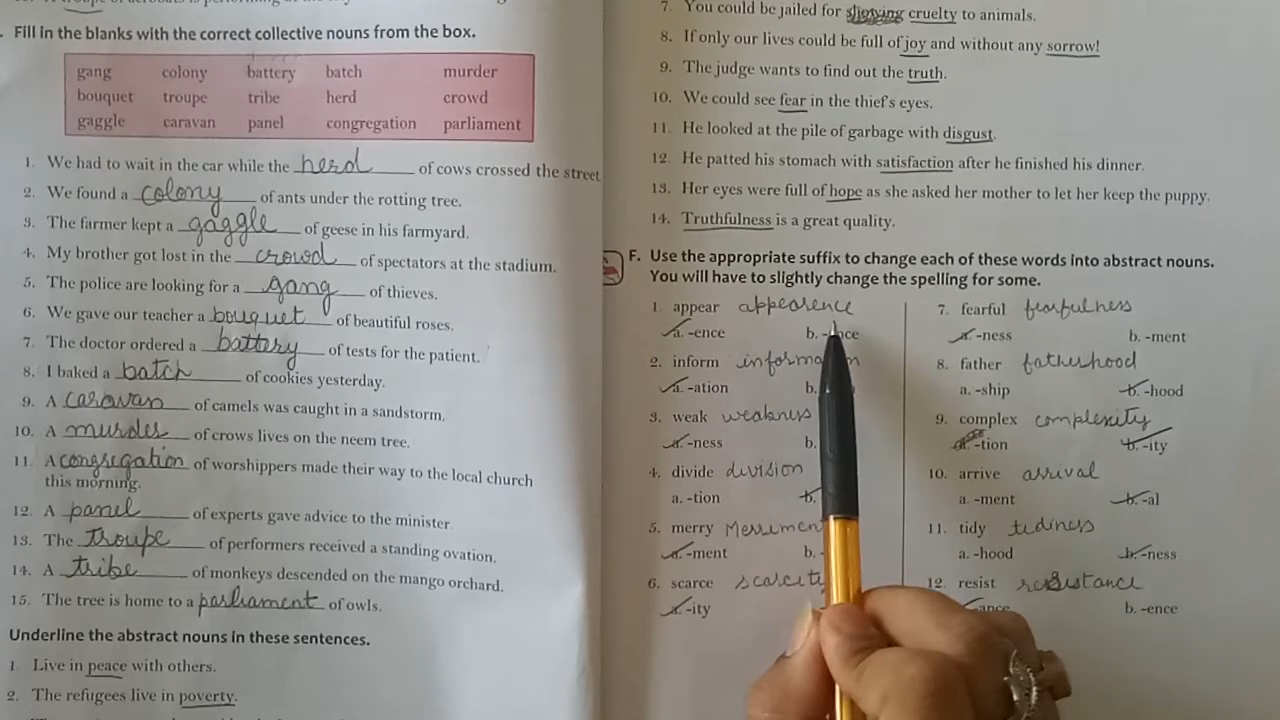 Fill in the blanks with the correct collective nouns from the box.
gang colony battery batch murder
bouquet troupe tribe herd crowd
gaggle caravan panel congregation parliament
1. We had to wait in the car while the herd of cows crossed the street
2. We found a colony of ants under the rotting tree.
3. The farmer kept a gaggle of geese in his farmyard.
4. My brother got lost in the crowd of spectators at the stadium.
5. The police are looking for a gang of thieves.
6. We gave our teacher a bouquet of beautiful roses.
7. The doctor ordered a battery of tests for the patient.
8. I baked a batch of cookies yesterday.
9. A caravan of camels was caught in a sandstorm.
10. A murder of crows lives on the neem tree.
11. A congregation of worshippers made their way to the local church
this morning.
12. A panel of experts gave advice to the minister.
13. The troupe of performers received a standing ovation.
14. A tribe of monkeys descended on the mango orchard.
15. The tree is home to a parliament of owls.
Underline the abstract nouns in these sentences.
1. Live in peace with others.
2. The refugees live in poverty.
7. You could be jailed for showing cruelty to animals.
8. If only our lives could be full of joy and without any sorrow!
9. The judge wants to find out the truth.
10. We could see fear in the thief's eyes.
11. He looked at the pile of garbage with disgust.
12. He patted his stomach with satisfaction after he finished his dinner.
13. Her eyes were full of hope as she asked her mother to let her keep the puppy.
14. Truthfulness is a great quality.
F. Use the appropriate suffix to change each of these words into abstract nouns.
You will have to slightly change the spelling for some.
1. appear appearence
a. -ence b. -ance
2. inform information
a. -ation b.
3. weak weakness
a. -ness b.
4. divide division
a. -tion b.
5. merry Merriment
a. -ment b. -
6. scarce scarcity
a. -ity
7. fearful fearfulness
a. -ness b. -ment
8. father fatherhood
a. -ship b. -hood
9. complex complexity
a. -tion b. -ity
10. arrive arrival
a. -ment b. -al
11. tidy tidiness
a. -hood b. -ness
12. resist resistance
-ance b. -ence